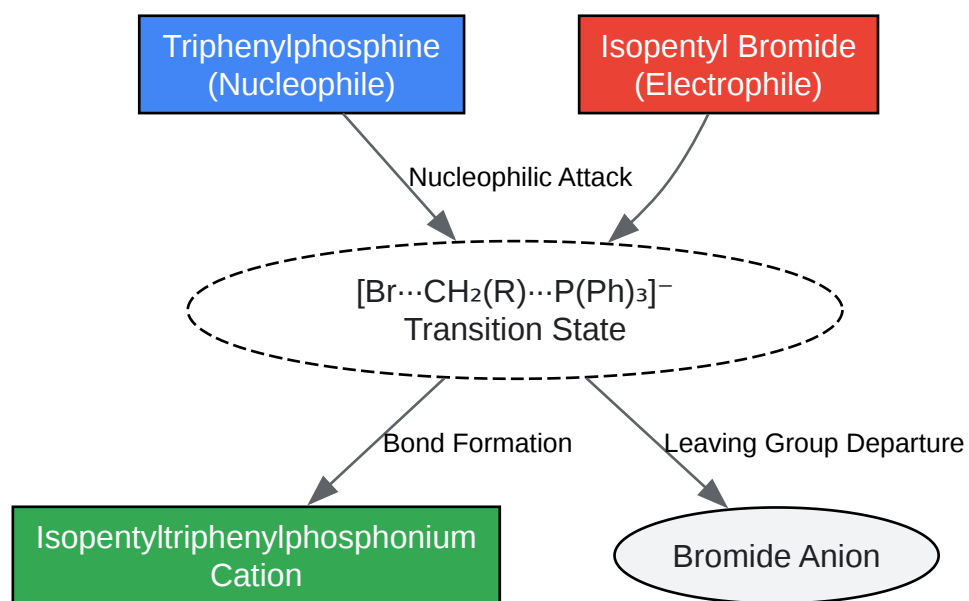 Triphenylphosphine
(Nucleophile)
Isopentyl Bromide
(Electrophile)
Nucleophilic Attack
[Br···CH₂(R)···P(Ph)₃]⁻
Transition State
Bond Formation
Leaving Group Departure
Isopentyltriphenylphosphonium
Cation
Bromide Anion